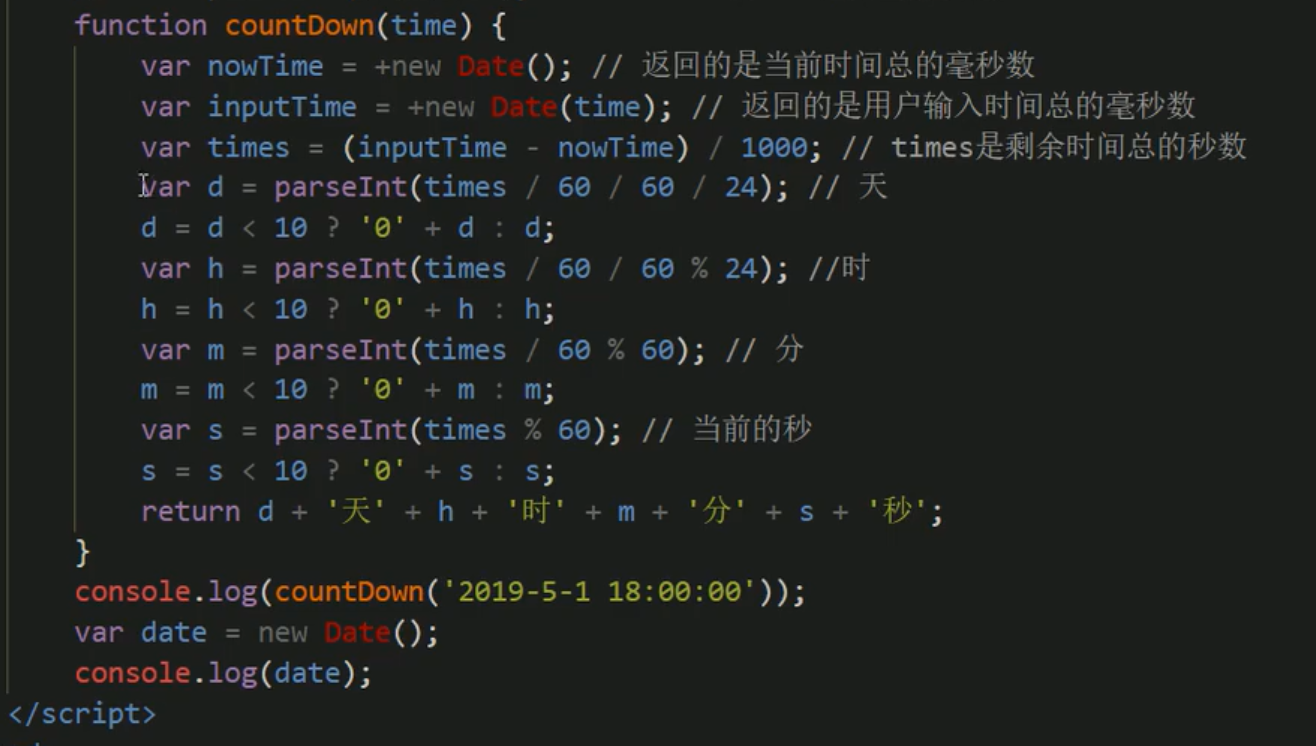 function countDown(time) {
var nowTime = +new Date(); // 返回的是当前时间总的毫秒数
var inputTime = +new Date(time); // 返回的是用户输入时间总的毫秒数
var times = (inputTime - nowTime) / 1000; // times是剩余时间总的秒数
var d = parseInt(times / 60 / 60 / 24); // 天
d = d < 10 ? '0' + d : d;
var h = parseInt(times / 60 / 60 % 24); //时
h = h < 10 ? '0' + h : h;
var m = parseInt(times / 60 % 60); // 分
m = m < 10 ? '0' + m : m;
var s = parseInt(times % 60); // 当前的秒
s = s < 10 ? '0' + s : s;
return d + '天' + h + '时' + m + '分' + s + '秒';
}
console.log(countDown('2019-5-1 18:00:00'));
var date = new Date();
console.log(date);
</script>